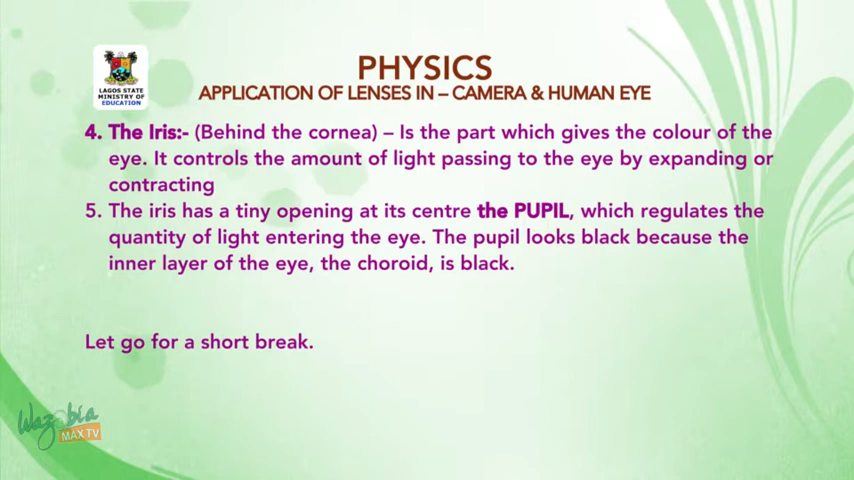 LAGOS STATE
MINISTRY OF
EDUCATION
PHYSICS
APPLICATION OF LENSES IN – CAMERA & HUMAN EYE
4. The Iris:- (Behind the cornea) – Is the part which gives the colour of the
eye. It controls the amount of light passing to the eye by expanding or
contracting
5. The iris has a tiny opening at its centre the PUPIL, which regulates the
quantity of light entering the eye. The pupil looks black because the
inner layer of the eye, the choroid, is black.
Let go for a short break.
Wazobia
MAX TV